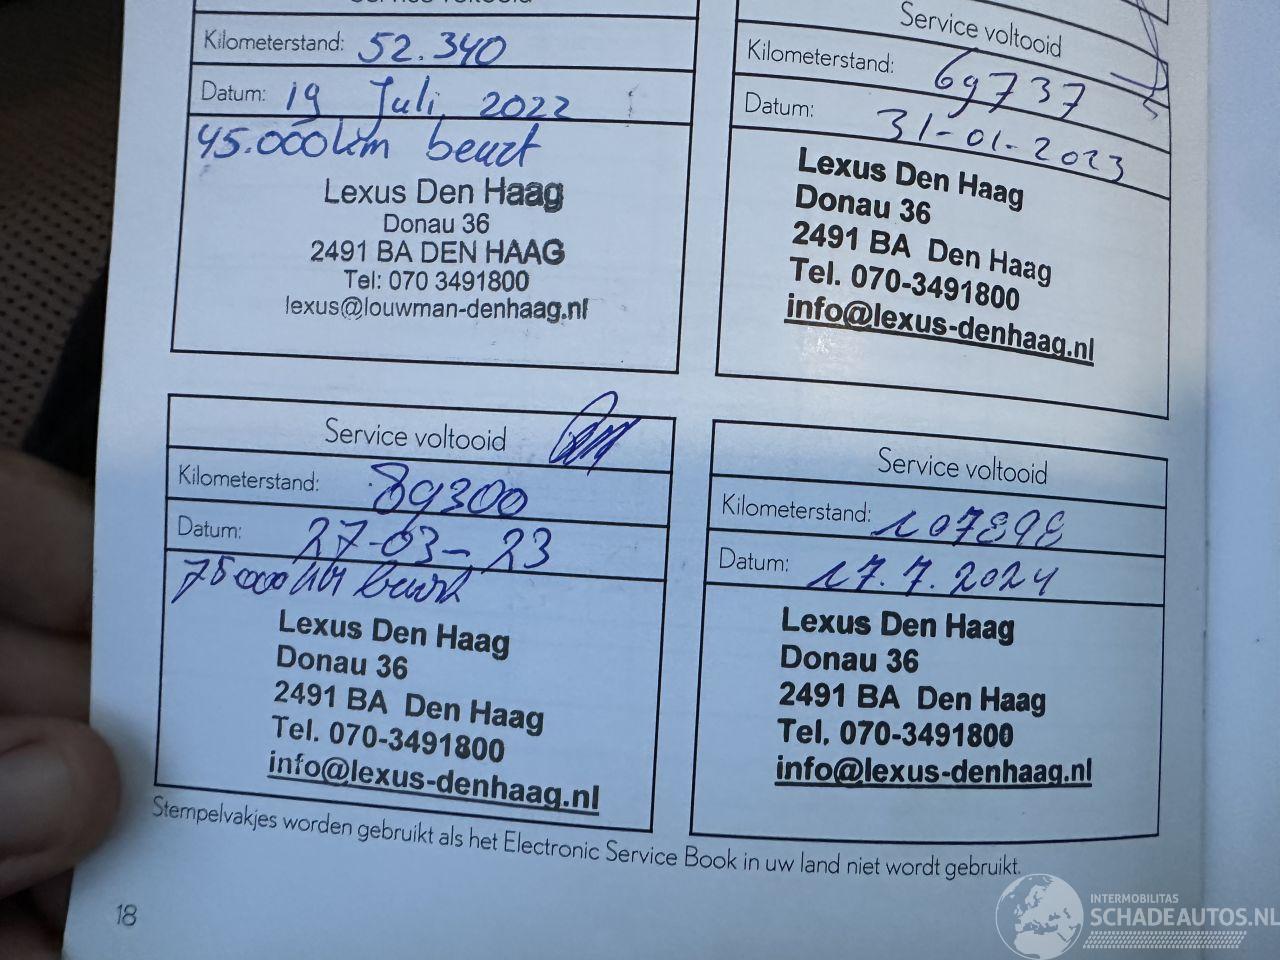 Service voltooid
Kilometerstand: 52.340
Datum: 19 Juli 2022
45.000km beurt
Lexus Den Haag
Donau 36
2491 BA DEN HAAG
Tel: 070 3491800
lexus@louwman-denhaag.nl
Service voltooid
Kilometerstand: 69737
Datum: 31-01-2023
Lexus Den Haag
Donau 36
2491 BA Den Haag
Tel. 070-3491800
info@lexus-denhaag.nl
Service voltooid
Kilometerstand: 89300
Datum: 27-03-23
75000km beurt
Lexus Den Haag
Donau 36
2491 BA Den Haag
Tel. 070-3491800
info@lexus-denhaag.nl
Service voltooid
Kilometerstand: 107898
Datum: 17.7.2024
Lexus Den Haag
Donau 36
2491 BA Den Haag
Tel. 070-3491800
info@lexus-denhaag.nl
Stempelvakjes worden gebruikt als het Electronic Service Book in uw land niet wordt gebruikt.
18
INTERMOBILITAS
SCHADEAUTOS.NL